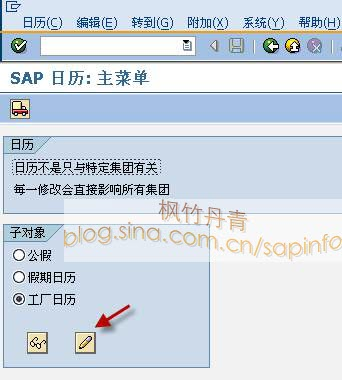 日历(C) 编辑(E) 转到(G) 附加(X) 系统(Y) 帮助(H)
SAP 日历: 主菜单
日历
日历不是只与特定集团有关
每一修改会直接影响所有集团
枫竹丹青
blog.sina.com.cn/sapinfo
子对象
公假
假期日历
工厂日历